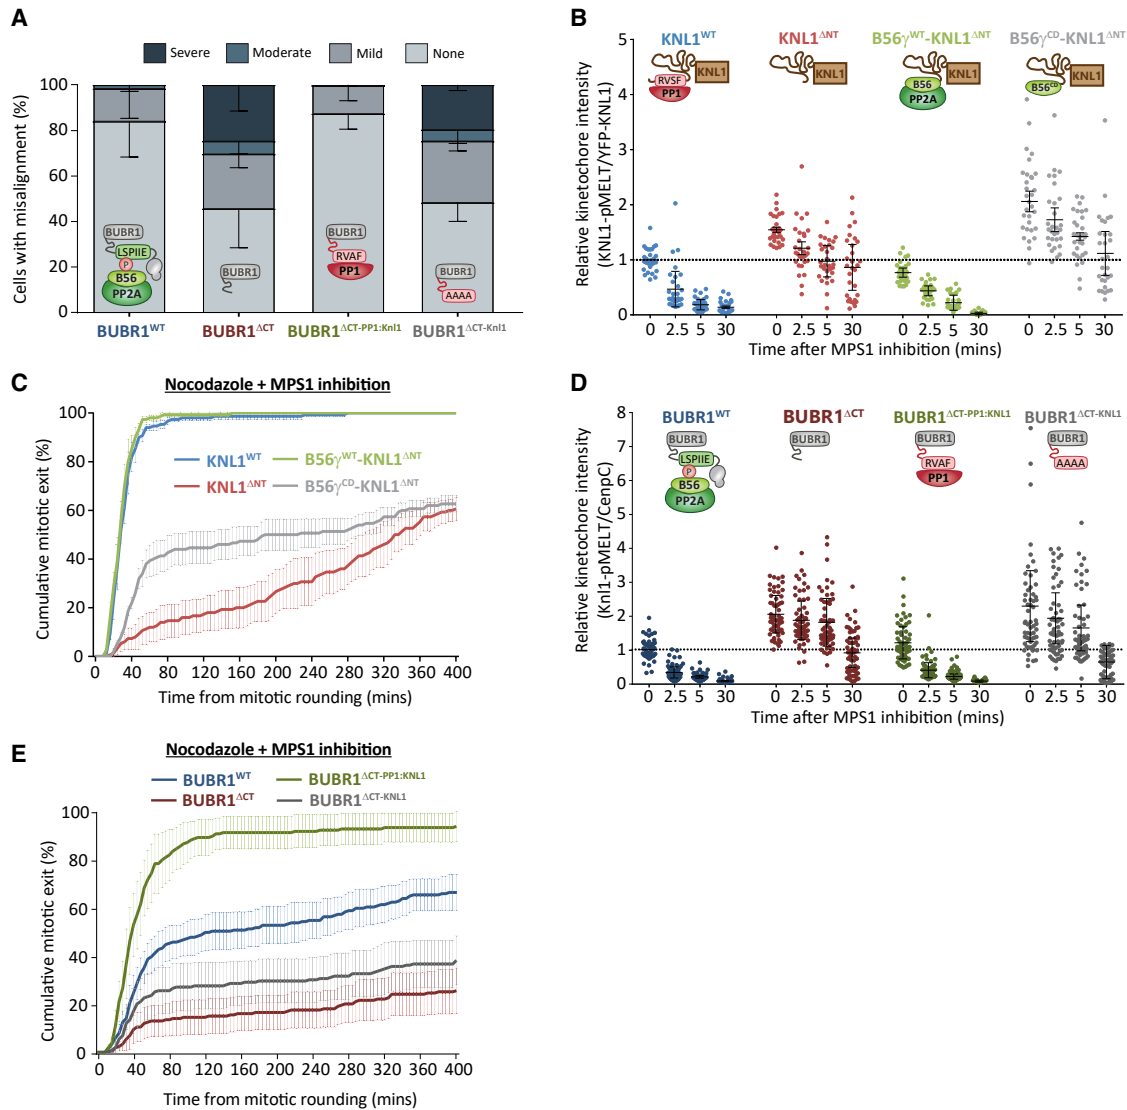 A
Severe Moderate Mild None
Cells with misalignment (%)
100
80
60
40
20
0
BUBR1
LSPIIE
P
B56
PP2A
BUBR1
BUBR1
RVAF
PP1
BUBR1
AAAA
BUBR1WT BUBR1ΔCT BUBR1ΔCT-PP1:Knl1 BUBR1ΔCT-Knl1
B
Relative kinetochore intensity
(KNL1-pMELT/YFP-KNL1)
5
4
3
2
1
0
KNL1WT KNL1ΔNT B56γWT-KNL1ΔNT B56γCD-KNL1ΔNT
RVSF
PP1
KNL1
KNL1
B56
PP2A
KNL1
B56CD
KNL1
0 2.5 5 30 0 2.5 5 30 0 2.5 5 30 0 2.5 5 30
Time after MPS1 inhibition (mins)
C
Nocodazole + MPS1 inhibition
Cumulative mitotic exit (%)
100
80
60
40
20
0
KNL1WT B56γWT-KNL1ΔNT
KNL1ΔNT B56γCD-KNL1ΔNT
0 40 80 120 160 200 240 280 320 360 400
Time from mitotic rounding (mins)
D
Relative kinetochore intensity
(Knl1-pMELT/CenpC)
8
7
6
5
4
3
2
1
0
BUBR1WT BUBR1ΔCT BUBR1ΔCT-PP1:KNL1 BUBR1ΔCT-KNL1
BUBR1
LSPIIE
P
B56
PP2A
BUBR1
BUBR1
RVAF
PP1
BUBR1
AAAA
0 2.5 5 30 0 2.5 5 30 0 2.5 5 30 0 2.5 5 30
Time after MPS1 inhibition (mins)
E
Nocodazole + MPS1 inhibition
BUBR1WT BUBR1ΔCT-PP1:KNL1
BUBR1ΔCT BUBR1ΔCT-KNL1
Cumulative mitotic exit (%)
100
80
60
40
20
0
0 40 80 120 160 200 240 280 320 360 400
Time from mitotic rounding (mins)